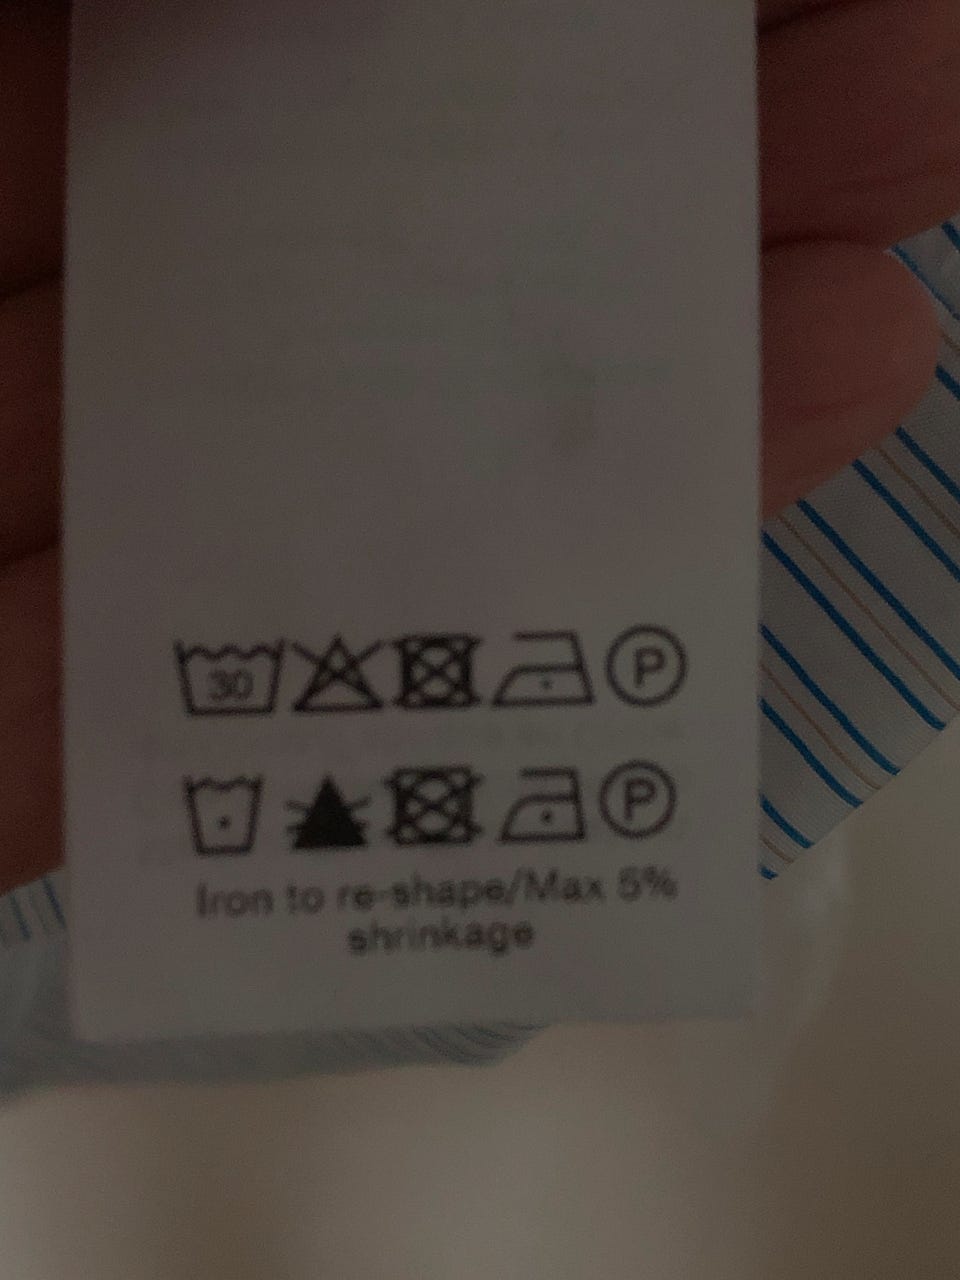 30 P
P
Iron to re-shape/Max 5%
shrinkage